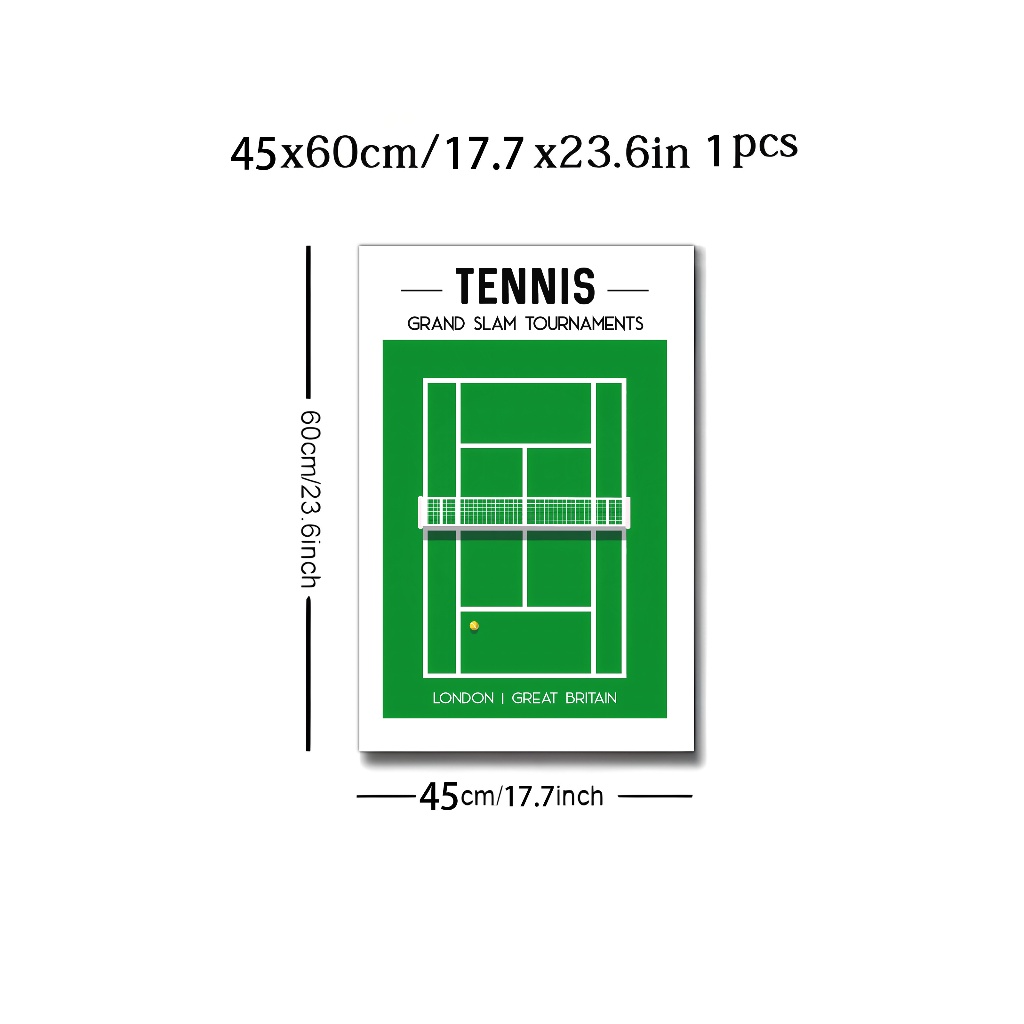 45x60cm/17.7 x23.6in 1pcs
TENNIS
GRAND SLAM TOURNAMENTS
60cm/23.6inch
LONDON | GREAT BRITAIN
45cm/17.7inch